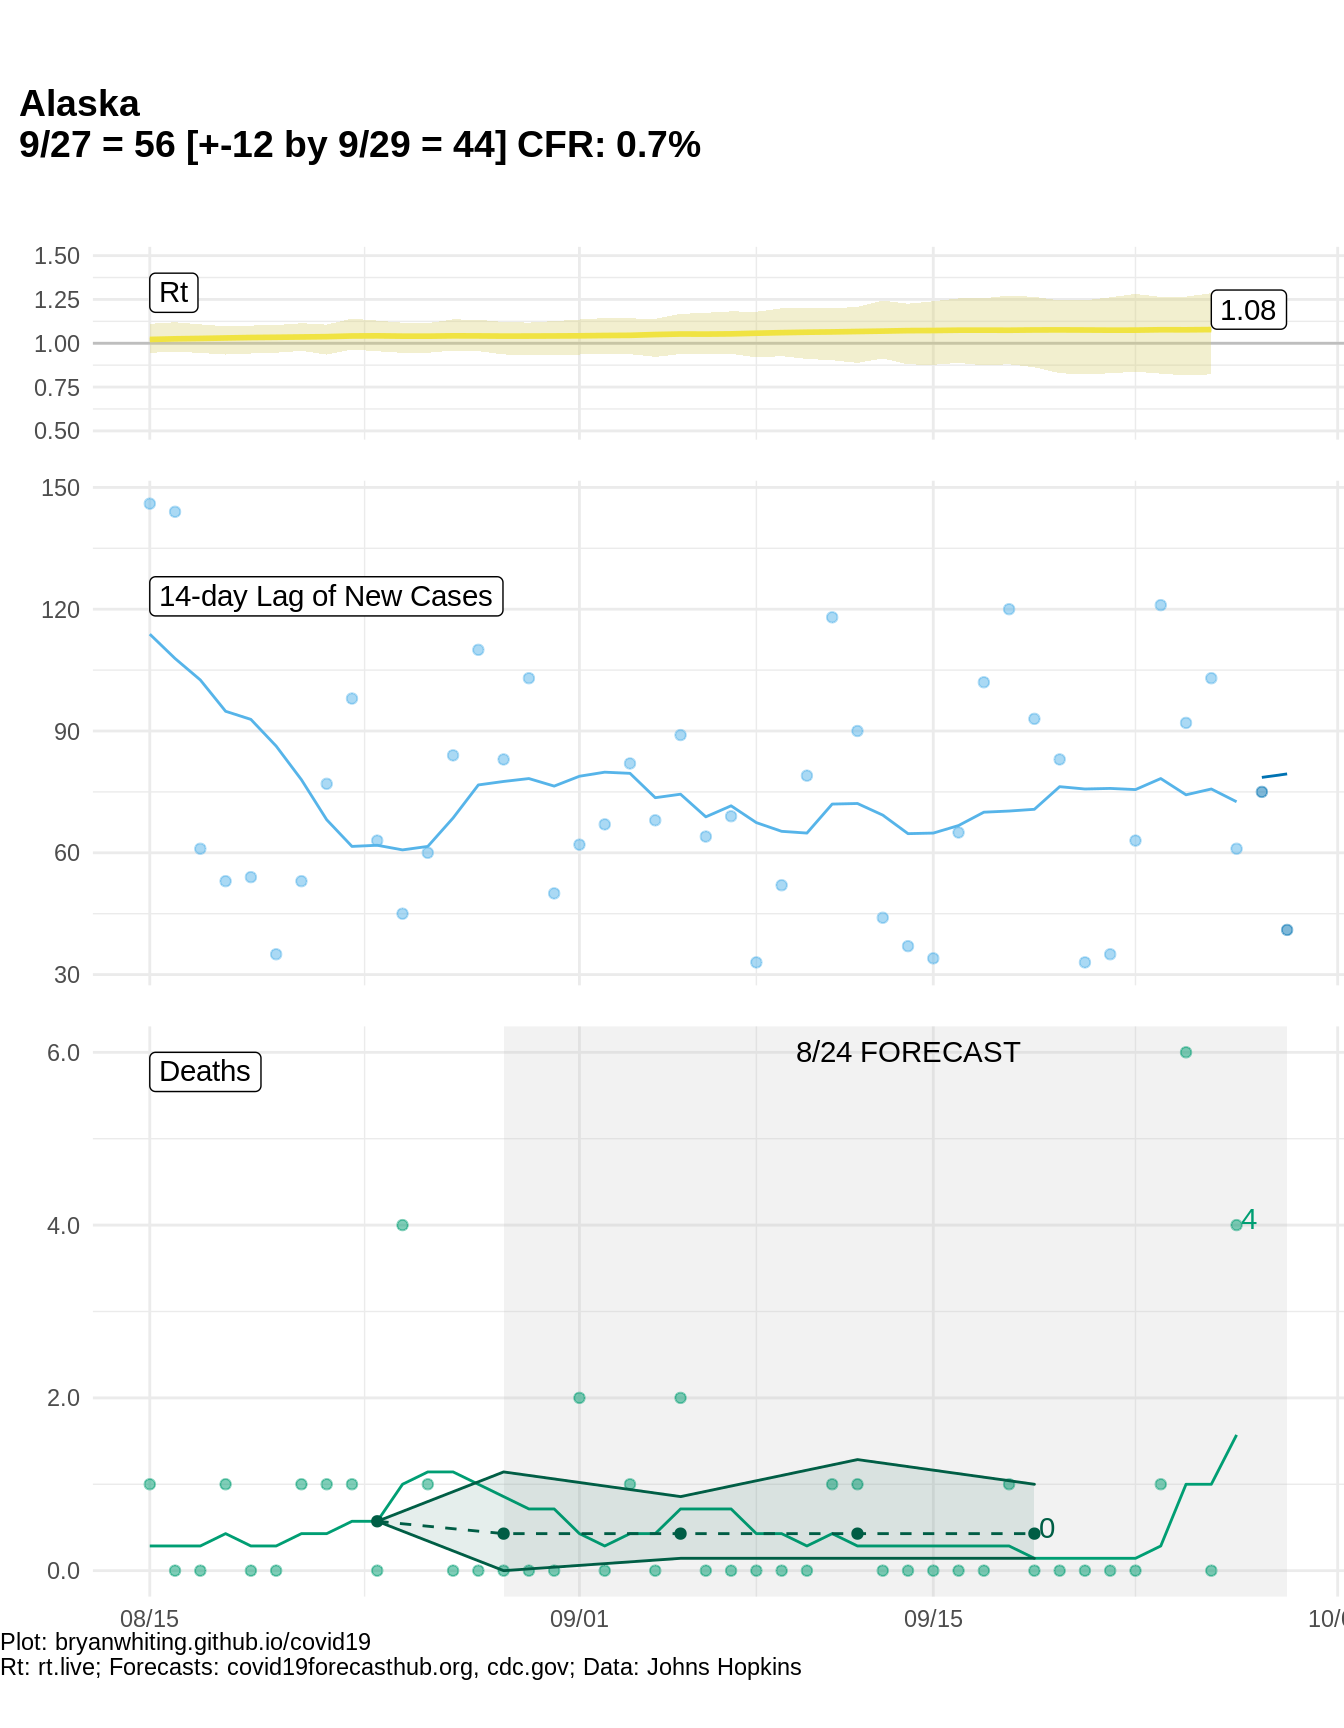 Alaska
9/27 = 56 [+-12 by 9/29 = 44] CFR: 0.7%
1.50
1.25
1.00
0.75
0.50
Rt
1.08
150
120
90
60
30
14-day Lag of New Cases
6.0
4.0
2.0
0.0
Deaths
8/24 FORECAST
4
0
08/15
09/01
09/15
Plot: bryanwhiting.github.io/covid19
Rt: rt.live; Forecasts: covid19forecasthub.org, cdc.gov; Data: Johns Hopkins